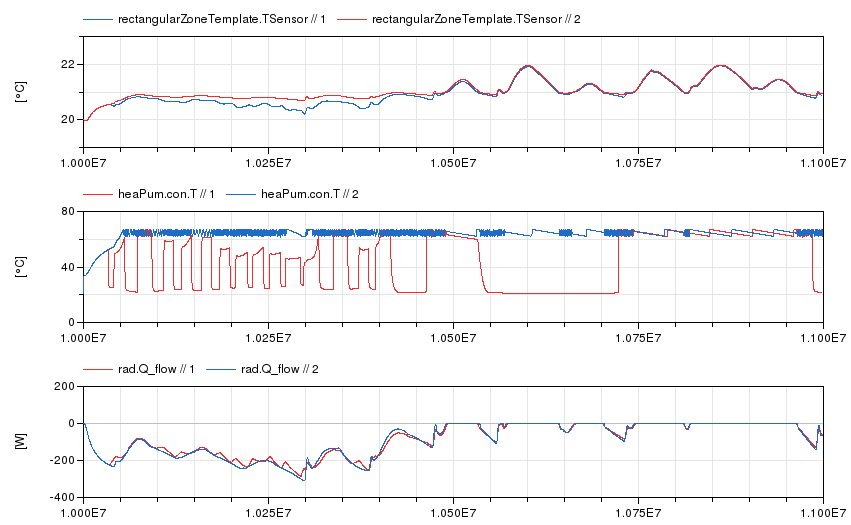 rectangularZoneTemplate.TSensor // 1 rectangularZoneTemplate.TSensor // 2
22
[°C]
20
1.000E7 1.025E7 1.050E7 1.075E7 1.100E7
heaPum.con.T // 1 heaPum.con.T // 2
80
[°C]
40
0
1.000E7 1.025E7 1.050E7 1.075E7 1.100E7
rad.Q_flow // 1 rad.Q_flow // 2
200
0
[W]
-200
-400
1.000E7 1.025E7 1.050E7 1.075E7 1.100E7